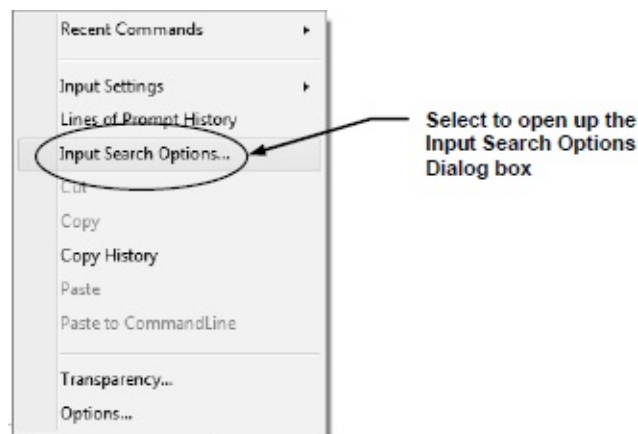 Recent Commands
Input Settings
Lines of Prompt History
Input Search Options...
Cut
Copy
Copy History
Paste
Paste to CommandLine
Transparency...
Options...
Select to open up the
Input Search Options
Dialog box